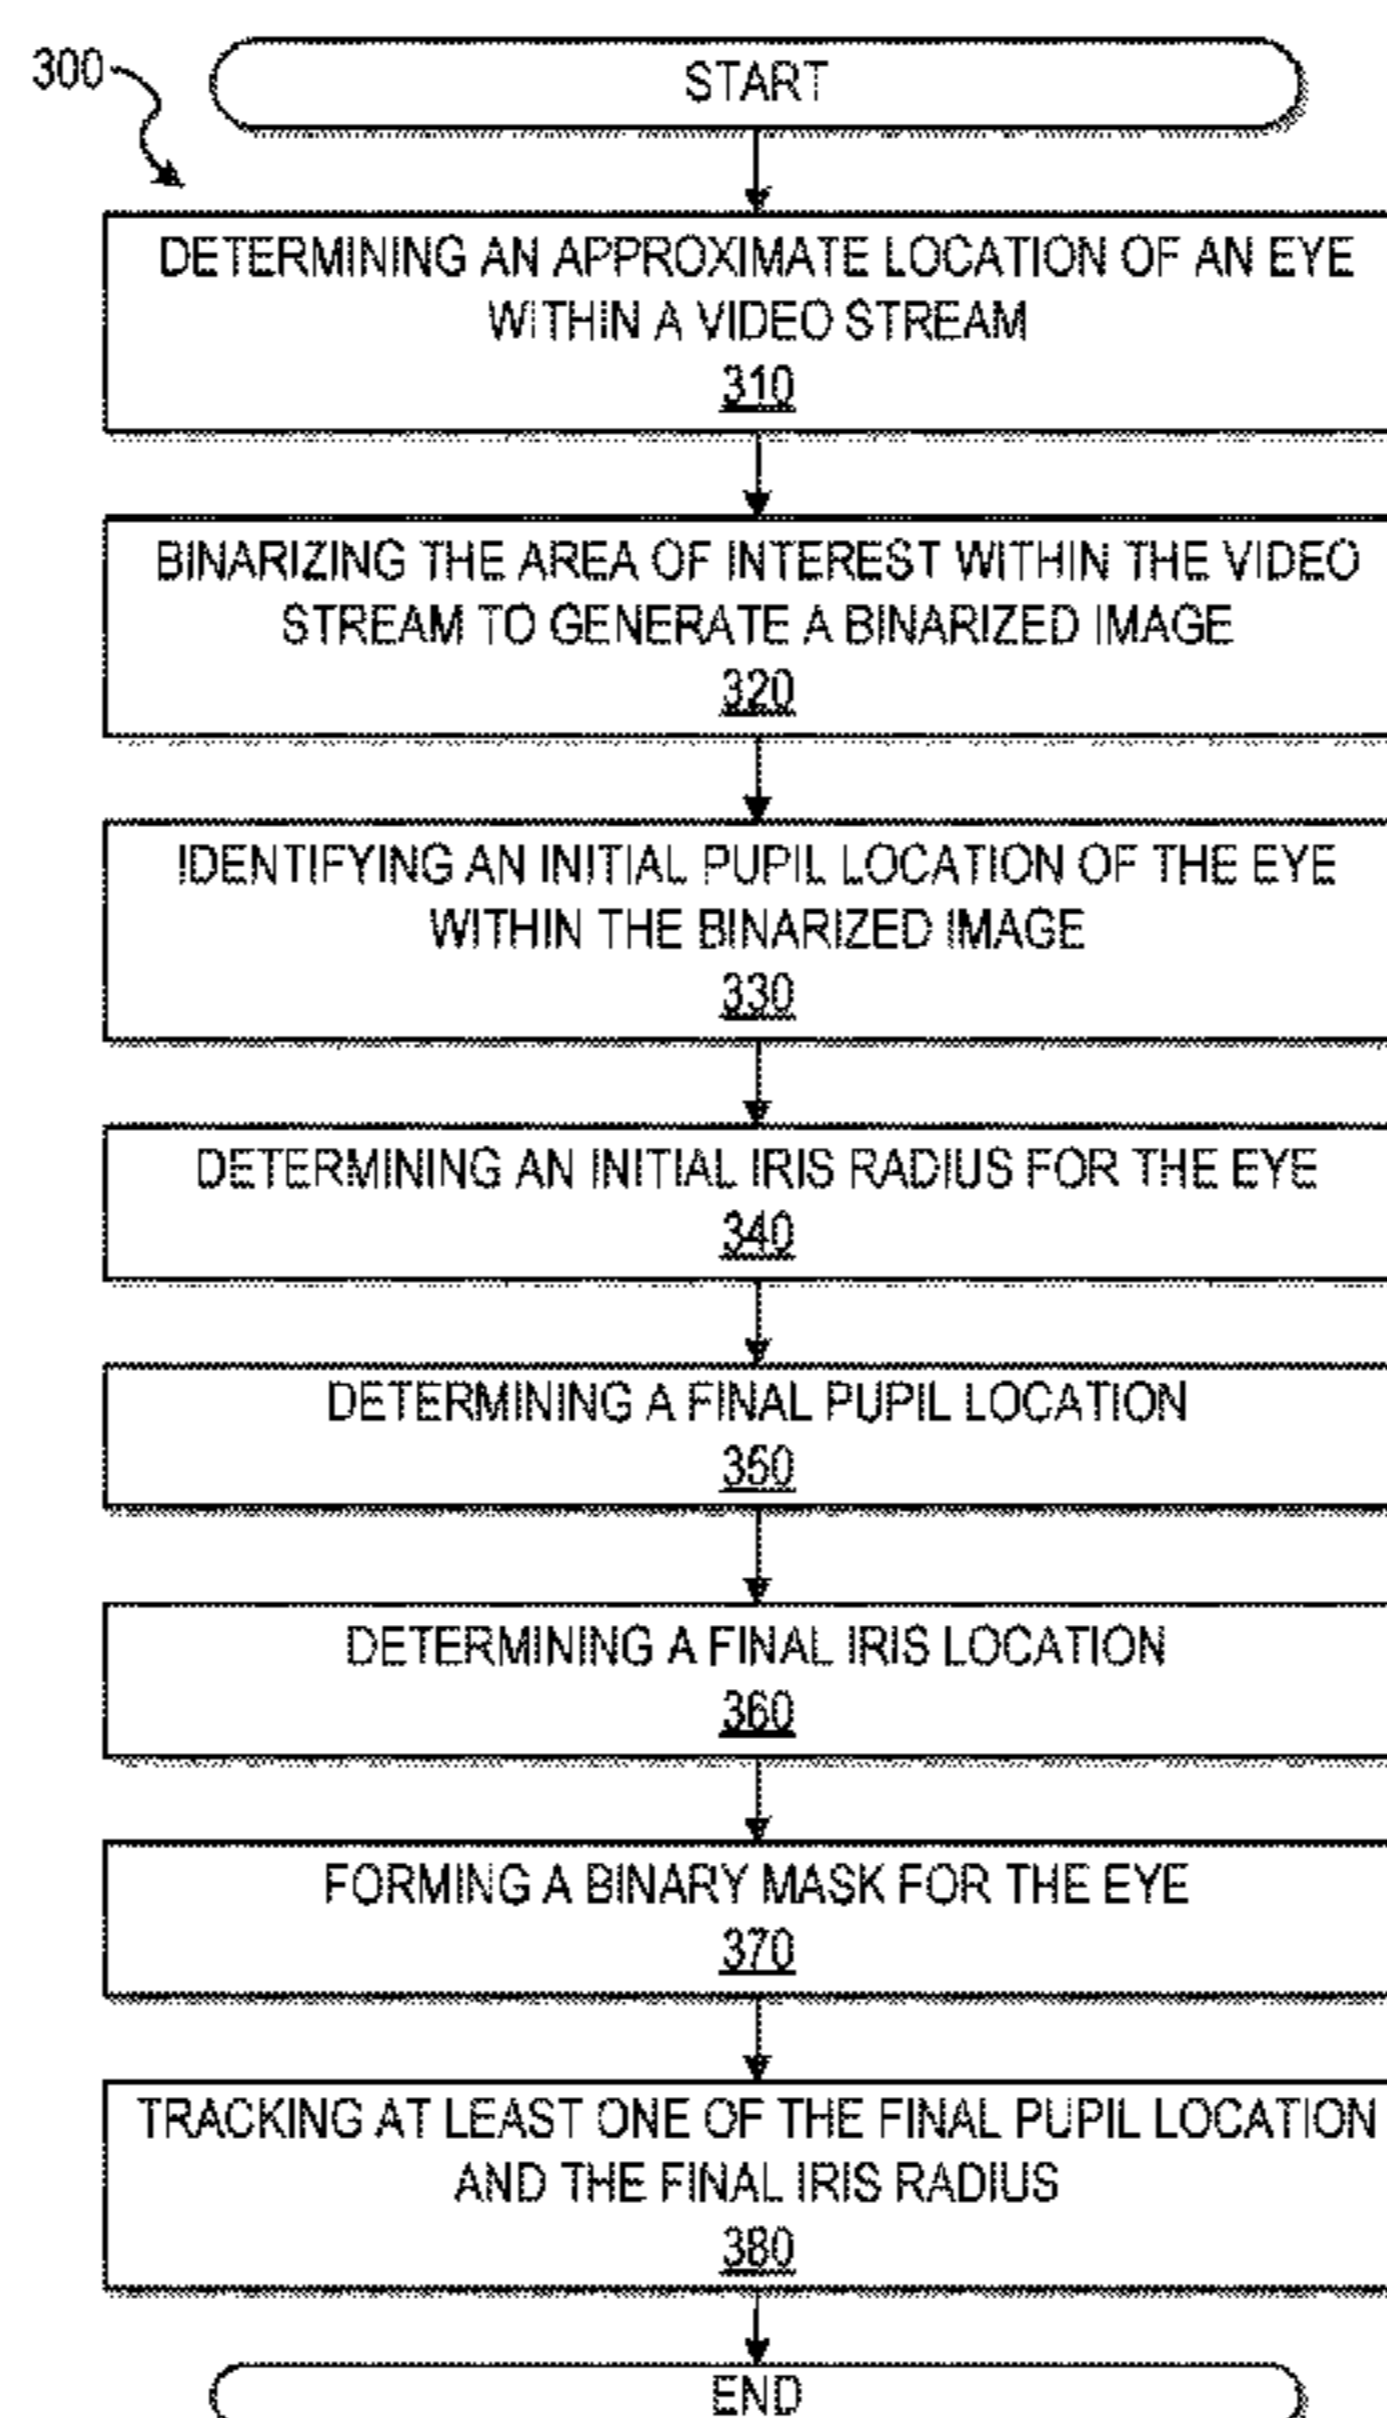 300
START
DETERMINING AN APPROXIMATE LOCATION OF AN EYE
WITHIN A VIDEO STREAM
310
BINARIZING THE AREA OF INTEREST WITHIN THE VIDEO
STREAM TO GENERATE A BINARIZED IMAGE
320
IDENTIFYING AN INITIAL PUPIL LOCATION OF THE EYE
WITHIN THE BINARIZED IMAGE
330
DETERMINING AN INITIAL IRIS RADIUS FOR THE EYE
340
DETERMINING A FINAL PUPIL LOCATION
350
DETERMINING A FINAL IRIS LOCATION
360
FORMING A BINARY MASK FOR THE EYE
370
TRACKING AT LEAST ONE OF THE FINAL PUPIL LOCATION
AND THE FINAL IRIS RADIUS
380
END